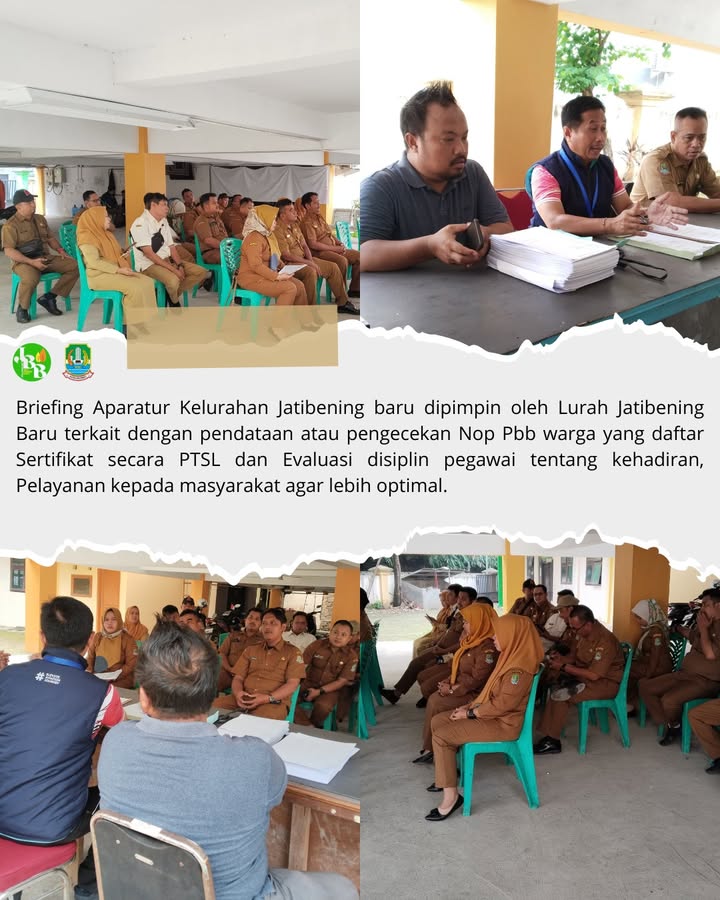 JBB
Briefing Aparatur Kelurahan Jatibening baru dipimpin oleh Lurah Jatibening
Baru terkait dengan pendataan atau pengecekan Nop Pbb warga yang daftar
Sertifikat secara PTSL dan Evaluasi disiplin pegawai tentang kehadiran,
Pelayanan kepada masyarakat agar lebih optimal.